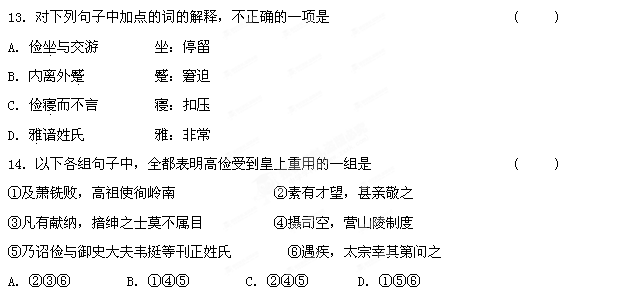 13. 对下列句子中加点的词的解释，不正确的一项是 （ ）
A. 俭坐与交游 坐：停留
B. 内离外蹙 蹙：窘迫
C. 俭寝而不言 寝：扣压
D. 雅谙姓氏 雅：非常
14. 以下各组句子中，全都表明高俭受到皇上重用的一组是 （ ）
①及萧铣败，高祖使徇岭南 ②素有才望，甚亲敬之
③凡有献纳，搢绅之士莫不属目 ④摄司空，营山陵制度
⑤乃诏俭与御史大夫韦挺等刊正姓氏 ⑥遇疾，太宗幸其第问之
A. ②③⑥ B. ①④⑤ C. ②④⑤ D. ①⑤⑥